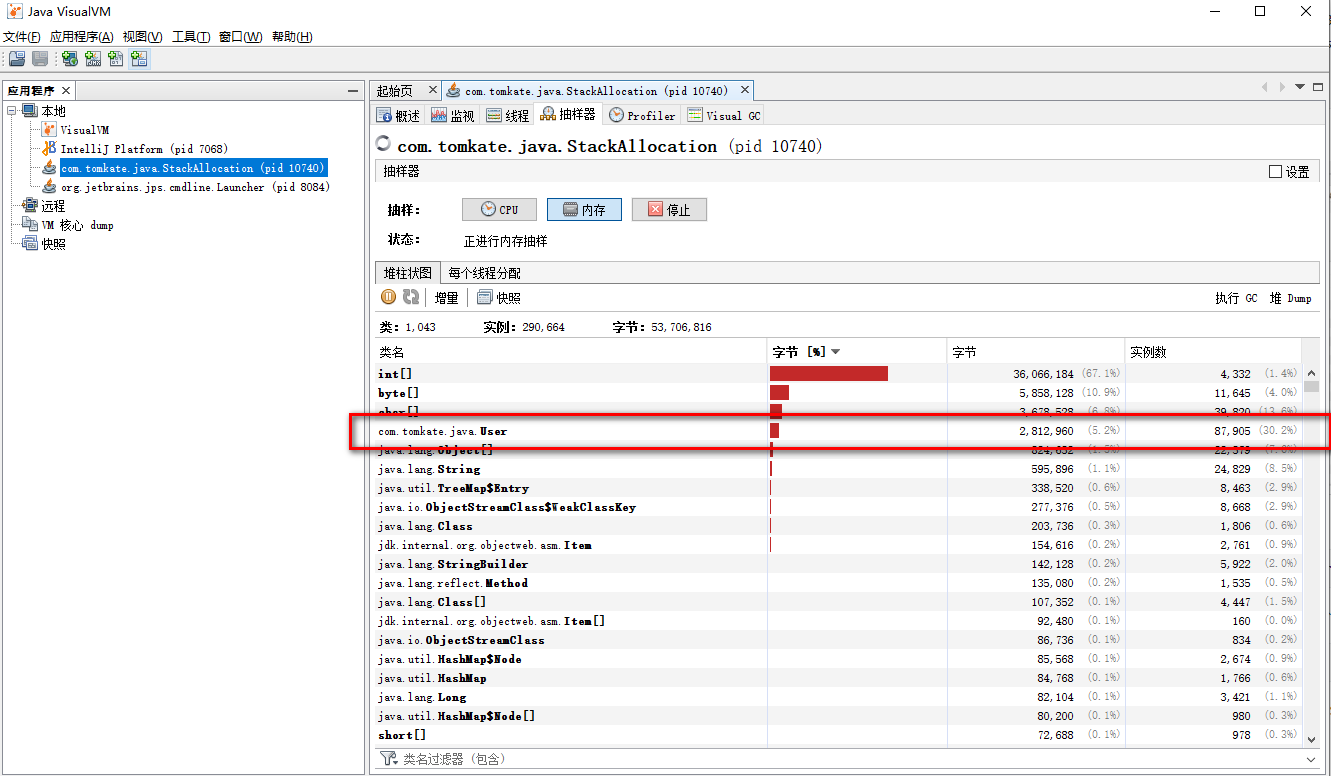 Java VisualVM
文件(F) 应用程序(A) 视图(V) 工具(T) 窗口(W) 帮助(H)
应用程序
本地
VisualVM
IntelliJ Platform (pid 7068)
com.tomkate.java.StackAllocation (pid 10740)
org.jetbrains.jps.cmdline.Launcher (pid 8084)
远程
VM 核心 dump
快照
起始页 com.tomkate.java.StackAllocation (pid 10740)
概述 监视 线程 抽样器 Profiler Visual GC
com.tomkate.java.StackAllocation (pid 10740)
抽样器 设置
抽样: CPU 内存 停止
状态: 正进行内存抽样
堆柱状图 每个线程分配
增量 快照 执行 GC 堆 Dump
类: 1,043 实例: 290,664 字节: 53,706,816
类名 字节 [%] 字节 实例数
int[] 36,066,184 (67.1%) 4,332 (1.4%)
byte[] 5,858,128 (10.9%) 11,645 (4.0%)
char[] 3,678,528 (6.8%) 39,820 (13.6%)
com.tomkate.java.User 2,812,960 (5.2%) 87,905 (30.2%)
java.lang.Object[]
java.lang.String 595,896 (1.1%) 24,829 (8.5%)
java.util.TreeMap$Entry 338,520 (0.6%) 8,463 (2.9%)
java.io.ObjectStreamClass$WeakClassKey 277,376 (0.5%) 8,668 (2.9%)
java.lang.Class 203,736 (0.3%) 1,806 (0.6%)
jdk.internal.org.objectweb.asm.Item 154,616 (0.2%) 2,761 (0.9%)
java.lang.StringBuilder 142,128 (0.2%) 5,922 (2.0%)
java.lang.reflect.Method 135,080 (0.2%) 1,535 (0.5%)
java.lang.Class[] 107,352 (0.1%) 4,447 (1.5%)
jdk.internal.org.objectweb.asm.Item[] 92,480 (0.1%) 160 (0.0%)
java.io.ObjectStreamClass 86,736 (0.1%) 834 (0.2%)
java.util.HashMap$Node 85,568 (0.1%) 2,674 (0.9%)
java.util.HashMap 84,768 (0.1%) 1,766 (0.6%)
java.lang.Long 82,104 (0.1%) 3,421 (1.1%)
java.util.HashMap$Node[] 80,200 (0.1%) 980 (0.3%)
short[] 72,688 (0.1%) 978 (0.3%)
类名过滤器 (包含)